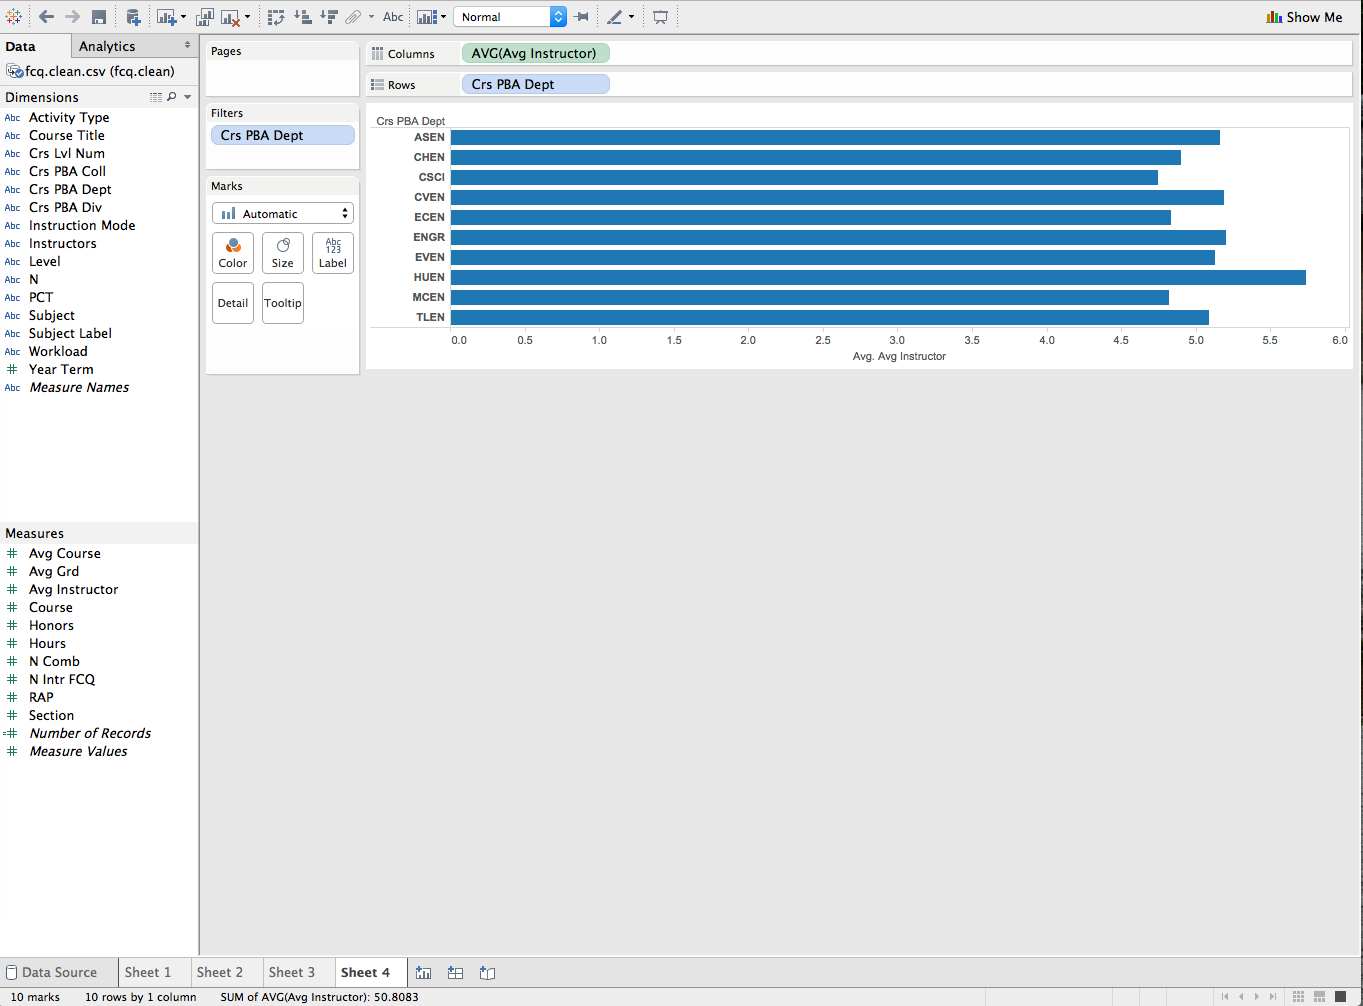 Abc
Normal
Show Me
Data
Analytics
fcq.clean.csv (fcq.clean)
Dimensions
Abc Activity Type
Abc Course Title
Abc Crs Lvl Num
Abc Crs PBA Coll
Abc Crs PBA Dept
Abc Crs PBA Div
Abc Instruction Mode
Abc Instructors
Abc Level
Abc N
Abc PCT
Abc Subject
Abc Subject Label
Abc Workload
# Year Term
Abc Measure Names
Measures
# Avg Course
# Avg Grd
# Avg Instructor
# Course
# Honors
# Hours
# N Comb
# N Intr FCQ
# RAP
# Section
=# Number of Records
# Measure Values
Pages
Filters
Crs PBA Dept
Marks
Automatic
Color
Size
Abc
123
Label
Detail
Tooltip
Columns
AVG(Avg Instructor)
Rows
Crs PBA Dept
Crs PBA Dept
ASEN
CHEN
CSCI
CVEN
ECEN
ENGR
EVEN
HUEN
MCEN
TLEN
0.0 0.5 1.0 1.5 2.0 2.5 3.0 3.5 4.0 4.5 5.0 5.5 6.0
Avg. Avg Instructor
Data Source
Sheet 1
Sheet 2
Sheet 3
Sheet 4
10 marks
10 rows by 1 column
SUM of AVG(Avg Instructor): 50.8083